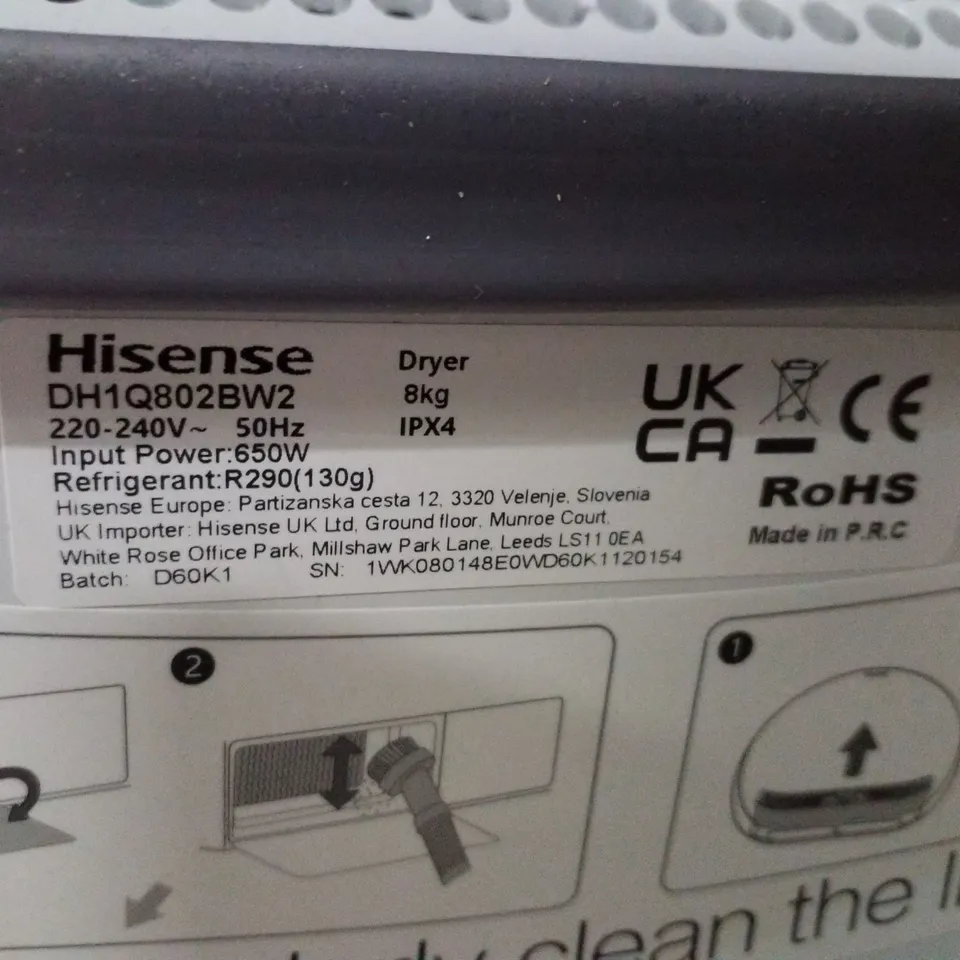 Hisense
DH1Q802BW2
220-240V~ 50Hz
Input Power:650W
Refrigerant:R290(130g)
Dryer
8kg
IPX4
UK
CA
CE
RoHS
Made in P.R.C
Hisense Europe: Partizanska cesta 12, 3320 Velenje, Slovenia
UK Importer: Hisense UK Ltd, Ground floor, Munroe Court,
White Rose Office Park, Millshaw Park Lane, Leeds LS11 0EA
Batch: D60K1 SN: 1WK080148E0WD60K1120154
2
1
clean the